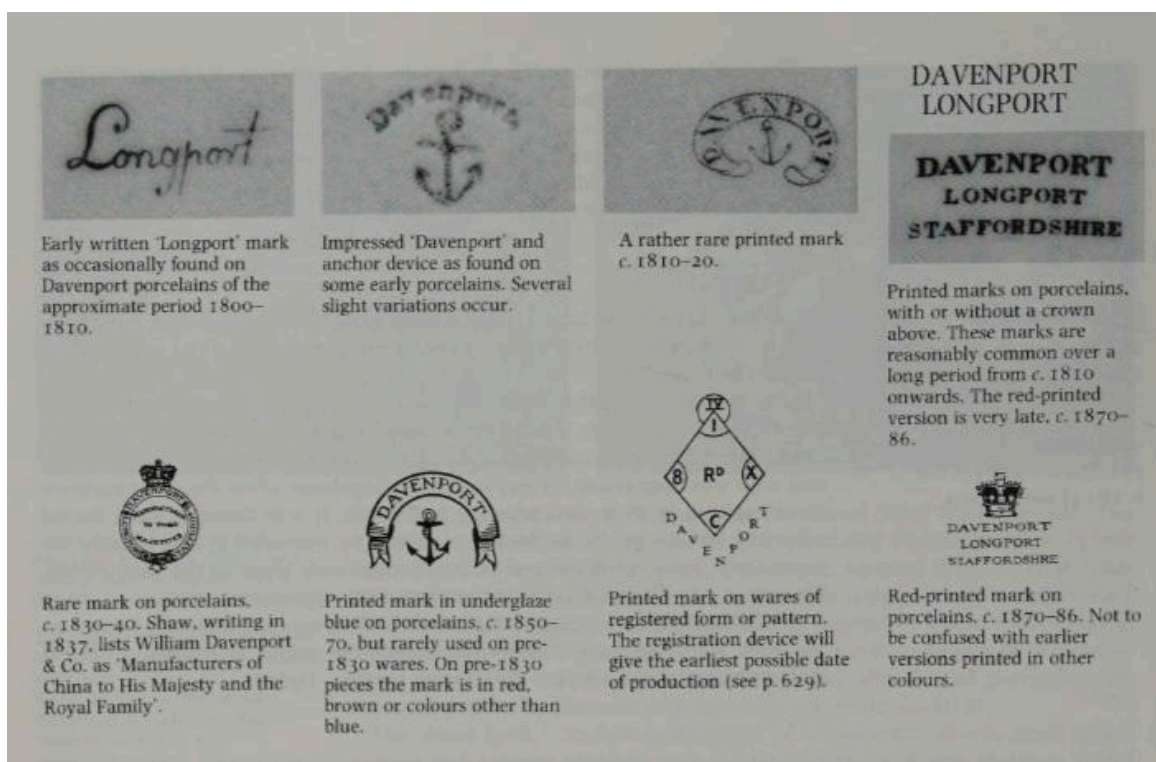 Longport
Early written 'Longport' mark
as occasionally found on
Davenport porcelains of the
approximate period 1800–
1810.
Davenport
Impressed 'Davenport' and
anchor device as found on
some early porcelains. Several
slight variations occur.
DAVENPORT
A rather rare printed mark
c. 1810–20.
DAVENPORT
LONGPORT
DAVENPORT
LONGPORT
STAFFORDSHIRE
Printed marks on porcelains,
with or without a crown
above. These marks are
reasonably common over a
long period from c. 1810
onwards. The red-printed
version is very late, c. 1870–
86.
DAVENPORT
Rare mark on porcelains,
c. 1830–40. Shaw, writing in
1837, lists William Davenport
& Co. as 'Manufacturers of
China to His Majesty and the
Royal Family'.
DAVENPORT
Printed mark in underglaze
blue on porcelains, c. 1850–
70, but rarely used on pre-
1830 wares. On pre-1830
pieces the mark is in red,
brown or colours other than
blue.
IV
1
8 RD X
C
DAVENPORT
Printed mark on wares of
registered form or pattern.
The registration device will
give the earliest possible date
of production (see p. 629).
DAVENPORT
LONGPORT
STAFFORDSHRE
Red-printed mark on
porcelains, c. 1870–86. Not to
be confused with earlier
versions printed in other
colours.